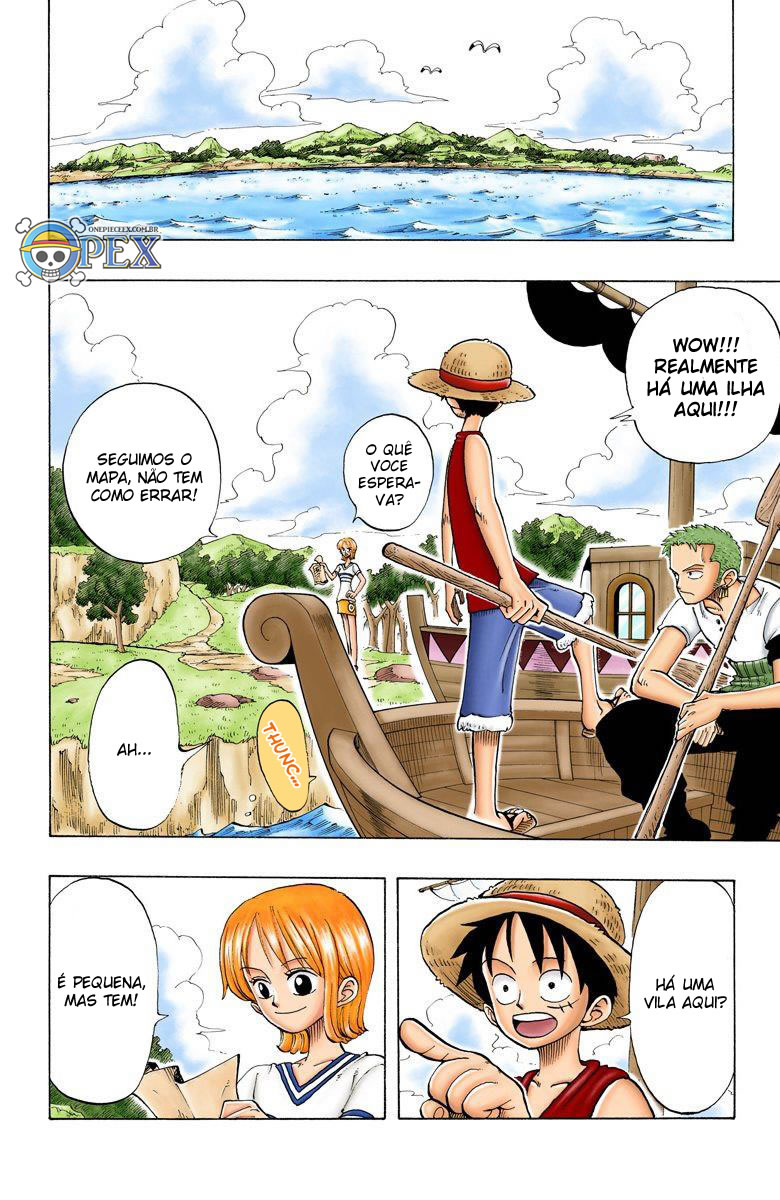 ONEPIECEEX.COM.BR
OPEX
WOW!!!
REALMENTE
HÁ UMA ILHA
AQUI!!!
O QUÊ
VOCE
ESPERA-
VA?
SEGUIMOS O
MAPA, NÃO TEM
COMO ERRAR!
THUNC...
AH...
HÁ UMA
VILA AQUI?
É PEQUENA,
MAS TEM!